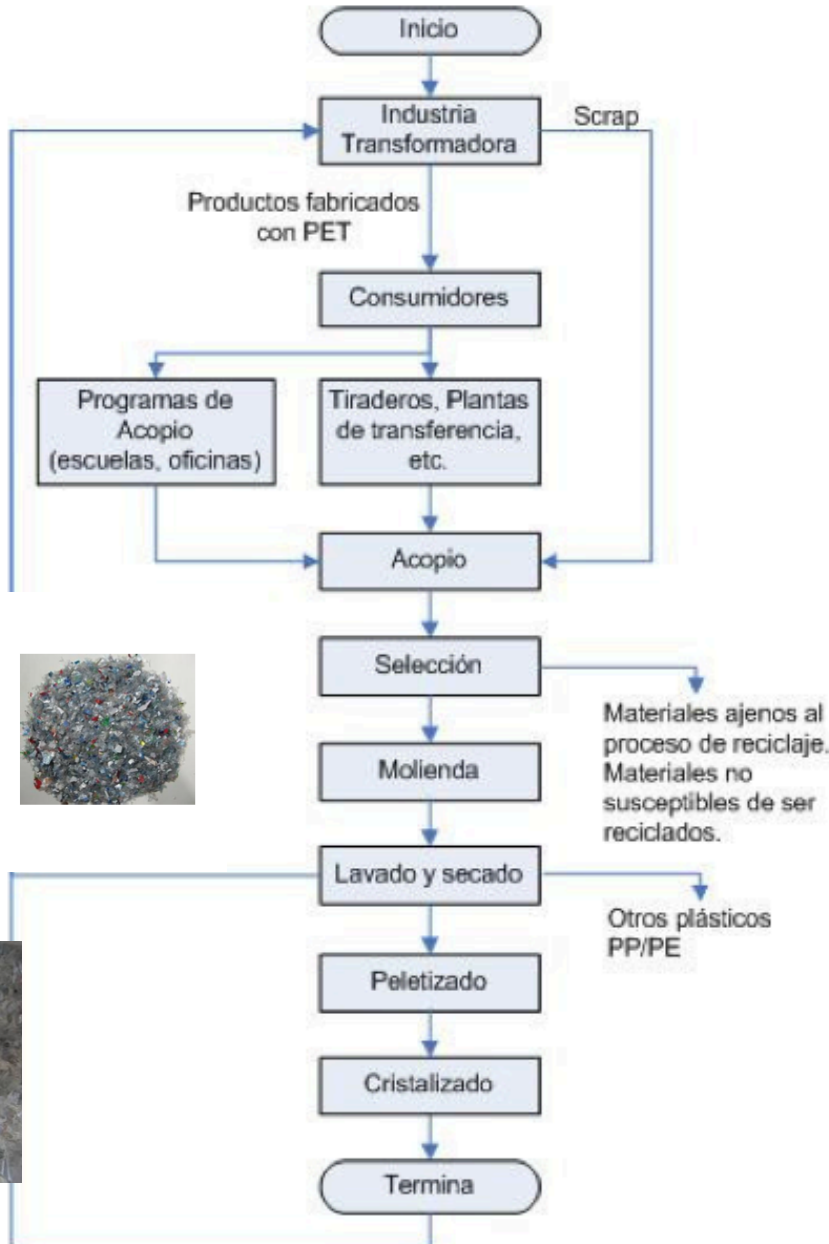 Inicio
Industria
Transformadora
Scrap
Productos fabricados
con PET
Consumidores
Programas de
Acopio
(escuelas, oficinas)
Tiraderos, Plantas
de transferencia,
etc.
Acopio
Selección
Materiales ajenos al
proceso de reciclaje.
Materiales no
susceptibles de ser
reciclados.
Molienda
Lavado y secado
Otros plásticos
PP/PE
Peletizado
Cristalizado
Termina